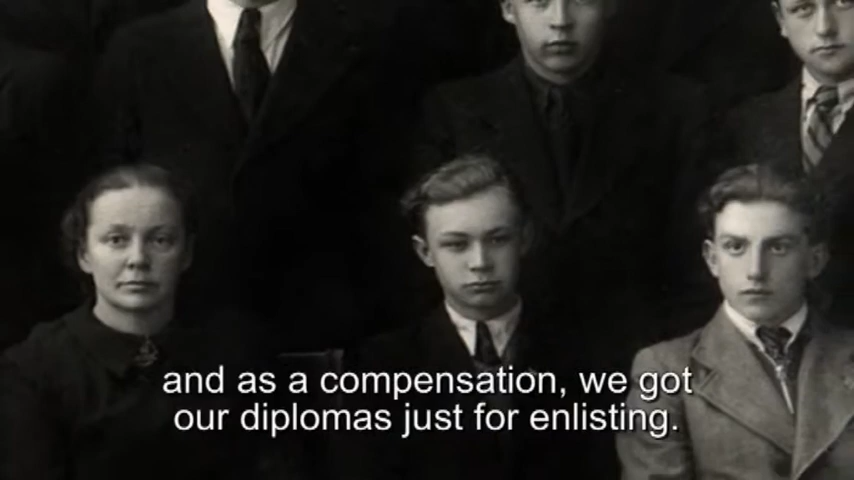 and as a compensation, we got
our diplomas just for enlisting.